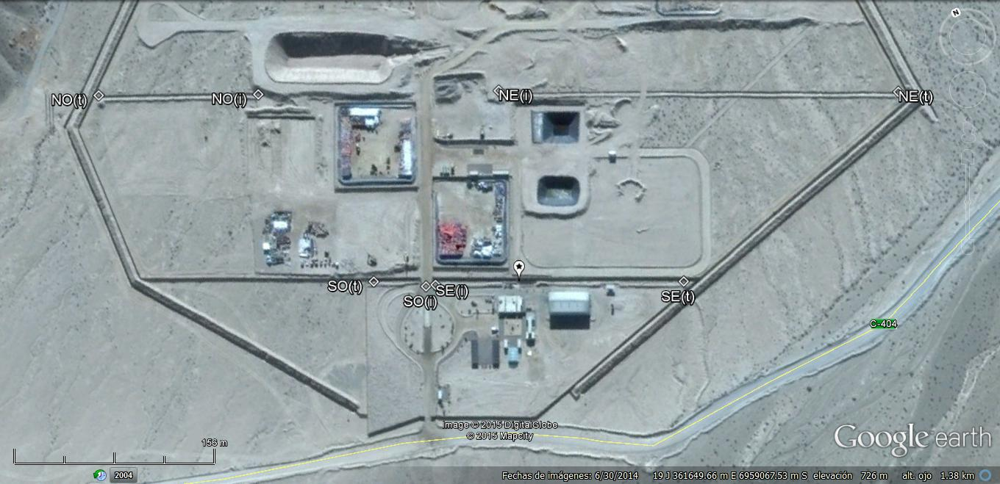 N
NO(t)
NO(i)
NE(i)
NE(t)
SO(t)
SO(i)
SE(i)
SE(t)
C-404
Image © 2015 DigitalGlobe
© 2015 Mapcity
Google earth
156 m
2004
Fechas de imágenes: 6/30/2014 19 J 361649.66 m E 6959067.53 m S elevación 726 m alt. ojo 1.38 km